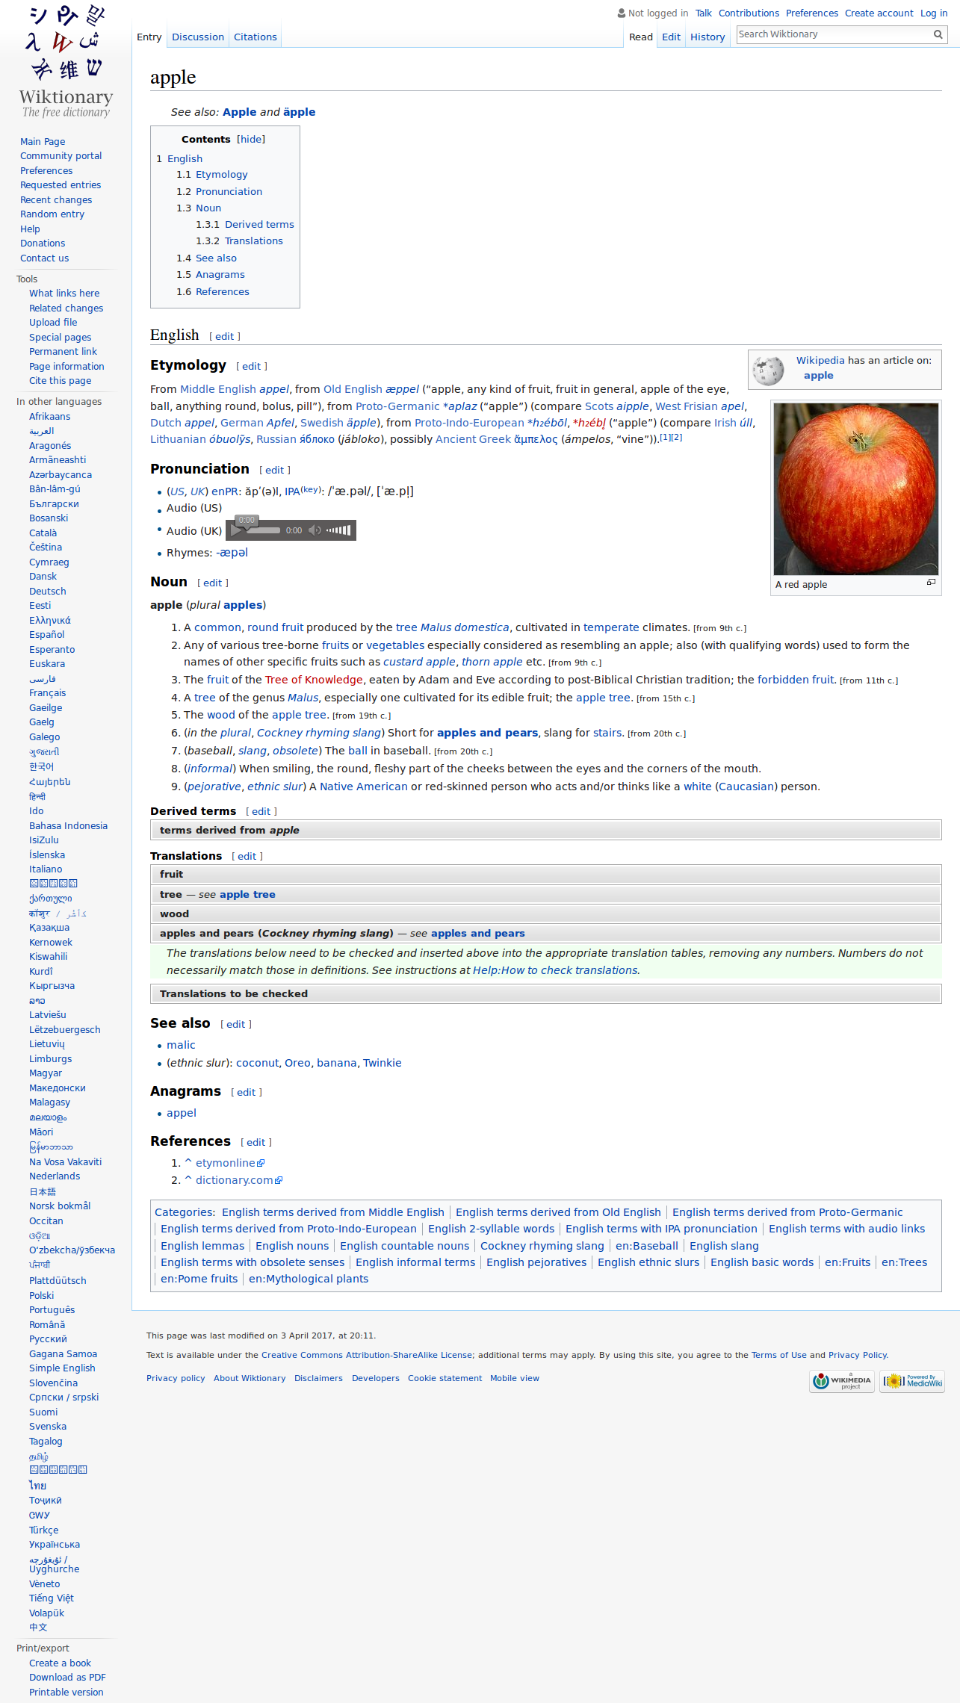 Not logged in Talk Contributions Preferences Create account Log in
Entry Discussion Citations Read Edit History Search Wiktionary
Wiktionary
The free dictionary
Main Page
Community portal
Preferences
Requested entries
Recent changes
Random entry
Help
Donations
Contact us
Tools
What links here
Related changes
Upload file
Special pages
Permanent link
Page information
Cite this page
In other languages
Afrikaans
العربية
Aragonés
Armãneashti
Azərbaycanca
Bân-lâm-gú
Български
Bosanski
Català
Čeština
Cymraeg
Dansk
Deutsch
Eesti
Ελληνικά
Español
Esperanto
Euskara
فارسی
Français
Gaeilge
Gaelg
Galego
ગુજરાતી
한국어
Հայերեն
हिन्दी
Ido
Bahasa Indonesia
IsiZulu
Íslenska
Italiano
ქართული
Қазақша
Kernowek
Kiswahili
Kurdî
Кыргызча
ລາວ
Latviešu
Lëtzebuergesch
Lietuvių
Limburgs
Magyar
Македонски
Malagasy
മലയാളം
Māori
မြန်မာဘာသာ
Na Vosa Vakaviti
Nederlands
日本語
Norsk bokmål
Occitan
ଓଡ଼ିଆ
Oʻzbekcha/ўзбекча
ਪੰਜਾਬੀ
Plattdüütsch
Polski
Português
Română
Русский
Gagana Samoa
Simple English
Slovenčina
Српски / srpski
Suomi
Svenska
Tagalog
தமிழ்
ไทย
Тоҷикӣ
ᏣᎳᎩ
Türkçe
Українська
ئۇيغۇرچە /
Uyghurche
Vèneto
Tiếng Việt
Volapük
中文
Print/export
Create a book
Download as PDF
Printable version
apple
See also: Apple and äpple
Contents [hide]
1 English
1.1 Etymology
1.2 Pronunciation
1.3 Noun
1.3.1 Derived terms
1.3.2 Translations
1.4 See also
1.5 Anagrams
1.6 References
English [ edit ]
Wikipedia has an article on:
apple
Etymology [ edit ]
From Middle English appel, from Old English æppel (“apple, any kind of fruit, fruit in general, apple of the eye,
ball, anything round, bolus, pill”), from Proto-Germanic *aplaz (“apple”) (compare Scots aipple, West Frisian apel,
Dutch appel, German Apfel, Swedish äpple), from Proto-Indo-European *h₂ébōl, *h₂ébl̥ (“apple”) (compare Irish úll,
Lithuanian óbuolỹs, Russian я́блоко (jábloko), possibly Ancient Greek ἄμπελος (ámpelos, “vine”)).[1][2]
A red apple
Pronunciation [ edit ]
(US, UK) enPR: ăp′(ə)l, IPA(key): /ˈæ.pəl/, [ˈæ.pl̩]
Audio (US)
Audio (UK) 0:00 0:00
Rhymes: -æpəl
Noun [ edit ]
apple (plural apples)
1. A common, round fruit produced by the tree Malus domestica, cultivated in temperate climates. [from 9th c.]
2. Any of various tree-borne fruits or vegetables especially considered as resembling an apple; also (with qualifying words) used to form the
names of other specific fruits such as custard apple, thorn apple etc. [from 9th c.]
3. The fruit of the Tree of Knowledge, eaten by Adam and Eve according to post-Biblical Christian tradition; the forbidden fruit. [from 11th c.]
4. A tree of the genus Malus, especially one cultivated for its edible fruit; the apple tree. [from 15th c.]
5. The wood of the apple tree. [from 19th c.]
6. (in the plural, Cockney rhyming slang) Short for apples and pears, slang for stairs. [from 20th c.]
7. (baseball, slang, obsolete) The ball in baseball. [from 20th c.]
8. (informal) When smiling, the round, fleshy part of the cheeks between the eyes and the corners of the mouth.
9. (pejorative, ethnic slur) A Native American or red-skinned person who acts and/or thinks like a white (Caucasian) person.
Derived terms [ edit ]
terms derived from apple
Translations [ edit ]
fruit
tree — see apple tree
wood
apples and pears (Cockney rhyming slang) — see apples and pears
The translations below need to be checked and inserted above into the appropriate translation tables, removing any numbers. Numbers do not
necessarily match those in definitions. See instructions at Help:How to check translations.
Translations to be checked
See also [ edit ]
malic
(ethnic slur): coconut, Oreo, banana, Twinkie
Anagrams [ edit ]
appel
References [ edit ]
1. ^ etymonline
2. ^ dictionary.com
Categories: English terms derived from Middle English | English terms derived from Old English | English terms derived from Proto-Germanic
| English terms derived from Proto-Indo-European | English 2-syllable words | English terms with IPA pronunciation | English terms with audio links
| English lemmas | English nouns | English countable nouns | Cockney rhyming slang | en:Baseball | English slang
| English terms with obsolete senses | English informal terms | English pejoratives | English ethnic slurs | English basic words | en:Fruits | en:Trees
| en:Pome fruits | en:Mythological plants
This page was last modified on 3 April 2017, at 20:11.
Text is available under the Creative Commons Attribution-ShareAlike License; additional terms may apply. By using this site, you agree to the Terms of Use and Privacy Policy.
Privacy policy About Wiktionary Disclaimers Developers Cookie statement Mobile view
A WIKIMEDIA project Powered By MediaWiki